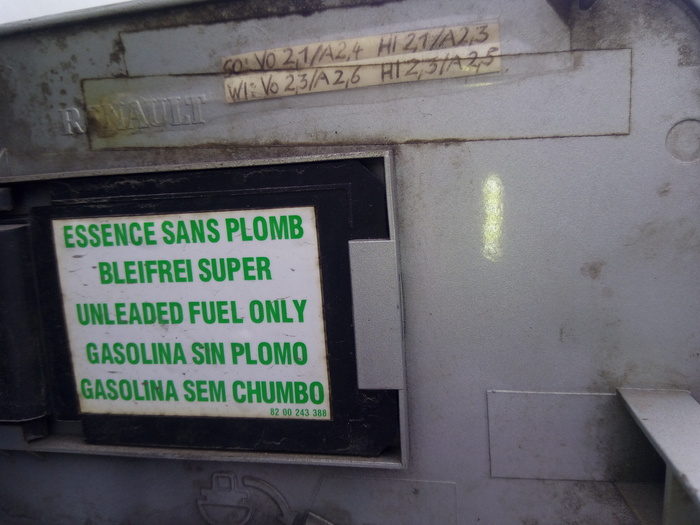 SO: Vo 2,1/A2,4 HI 2,1/A2,3
WI: Vo 2,3/A2,6 HI 2,3/A2,5
RENAULT
ESSENCE SANS PLOMB
BLEIFREI SUPER
UNLEADED FUEL ONLY
GASOLINA SIN PLOMO
GASOLINA SEM CHUMBO
82 00 243 388